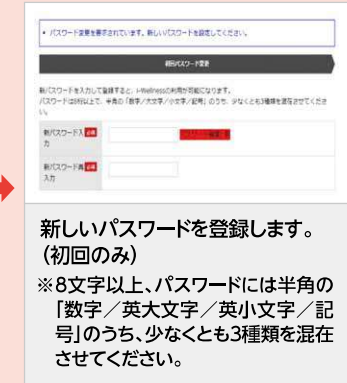 パスワード変更を要求されています。新しいパスワードを設定してください。
初回パスワード変更
新パスワードを入力して登録すると、i-Wellnessの利用が可能になります。
パスワードは8桁以上で、半角の「数字/大文字/小文字/記号」のうち、少なくとも3種類を混在させてくださ
い。
新パスワード入 必須
力
新パスワード再 必須
入力
新しいパスワードを登録します。
（初回のみ）
※8文字以上、パスワードには半角の
「数字／英大文字／英小文字／記
号」のうち、少なくとも3種類を混在
させてください。